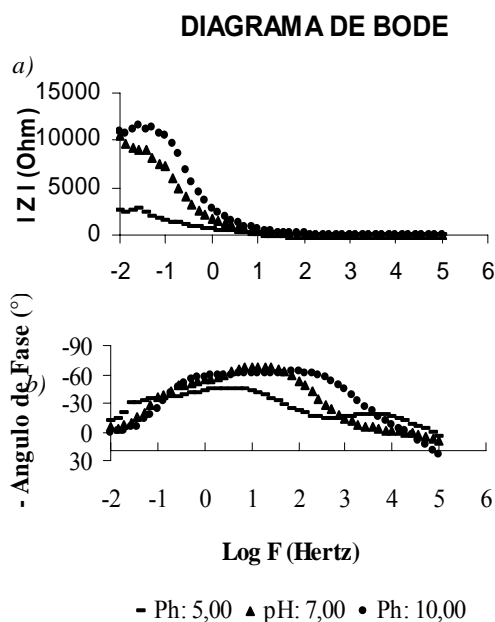 DIAGRAMA DE BODE
a)
I Z I (Ohm)
15000
10000
5000
0
-2 -1 0 1 2 3 4 5 6
b)
- Angulo de Fase (°)
-90
-60
-30
0
30
-2 -1 0 1 2 3 4 5 6
Log F (Hertz)
Ph: 5,00 pH: 7,00 Ph: 10,00